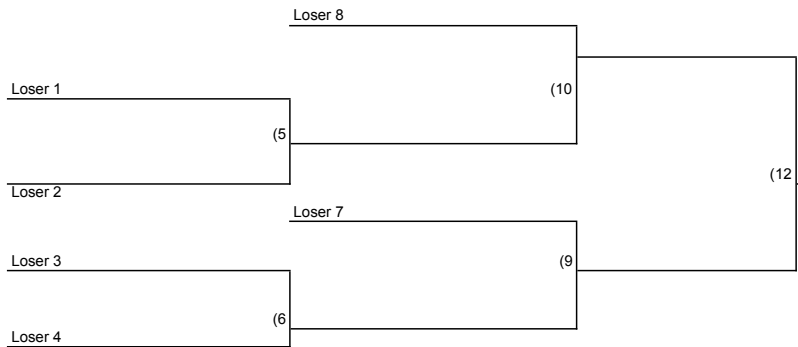 Loser 8
Loser 1
(10
(5
(12
Loser 2
Loser 7
Loser 3
(9
(6
Loser 4